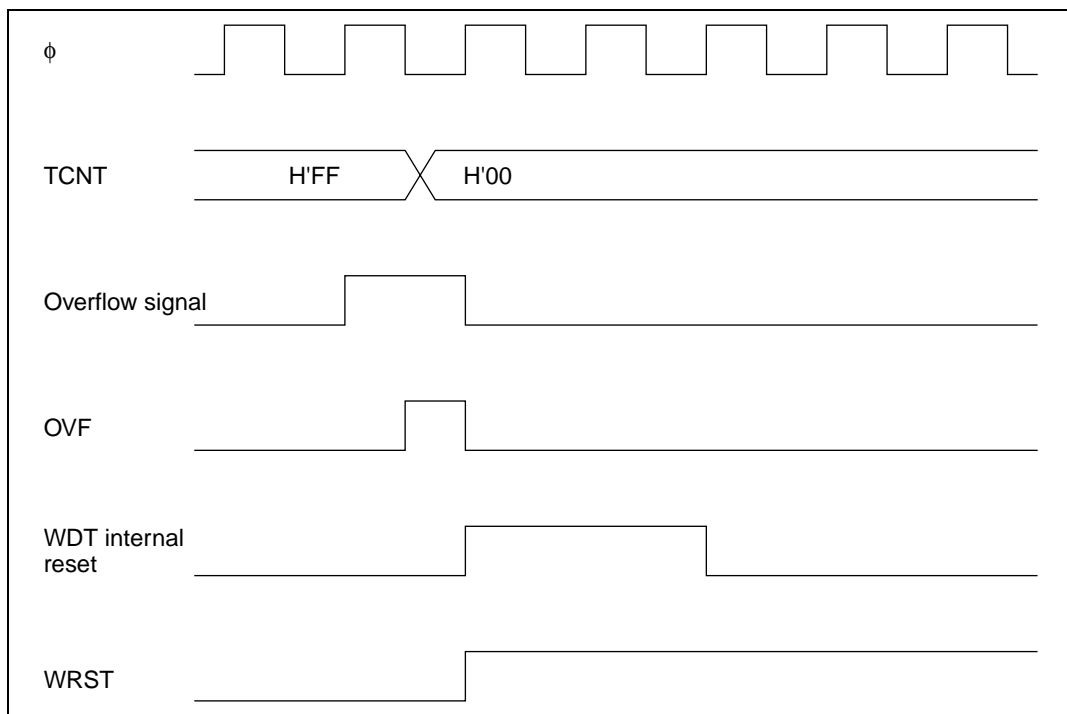 ϕ
TCNT
H'FF
H'00
Overflow signal
OVF
WDT internal
reset
WRST